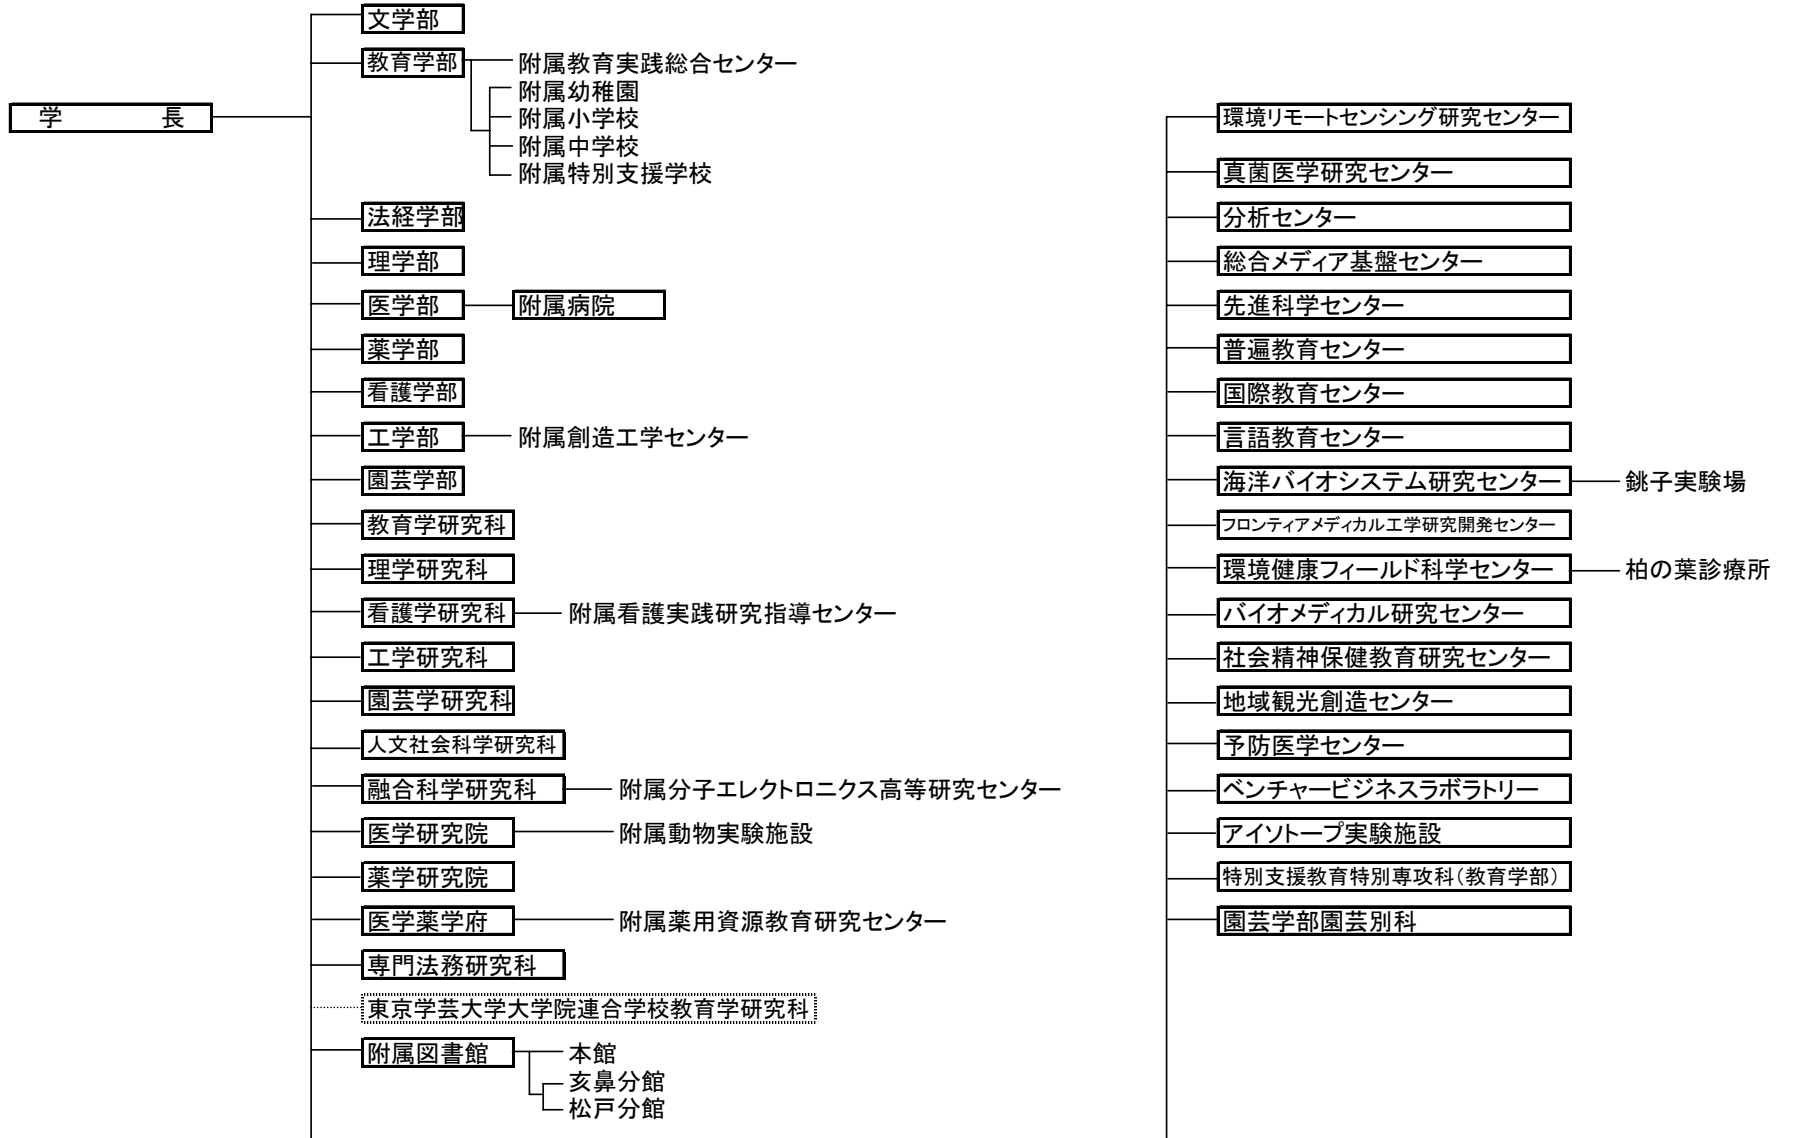 学長
文学部
教育学部
附属教育実践総合センター
附属幼稚園
附属小学校
附属中学校
附属特別支援学校
法経学部
理学部
医学部
附属病院
薬学部
看護学部
工学部
附属創造工学センター
園芸学部
教育学研究科
理学研究科
看護学研究科
附属看護実践研究指導センター
工学研究科
園芸学研究科
人文社会科学研究科
融合科学研究科
附属分子エレクトロニクス高等研究センター
医学研究院
附属動物実験施設
薬学研究院
医学薬学府
附属薬用資源教育研究センター
専門法務研究科
東京学芸大学大学院連合学校教育学研究科
附属図書館
本館
亥鼻分館
松戸分館
環境リモートセンシング研究センター
真菌医学研究センター
分析センター
総合メディア基盤センター
先進科学センター
普遍教育センター
国際教育センター
言語教育センター
海洋バイオシステム研究センター
銚子実験場
フロンティアメディカル工学研究開発センター
環境健康フィールド科学センター
柏の葉診療所
バイオメディカル研究センター
社会精神保健教育研究センター
地域観光創造センター
予防医学センター
ベンチャービジネスラボラトリー
アイソトープ実験施設
特別支援教育特別専攻科(教育学部)
園芸学部園芸別科